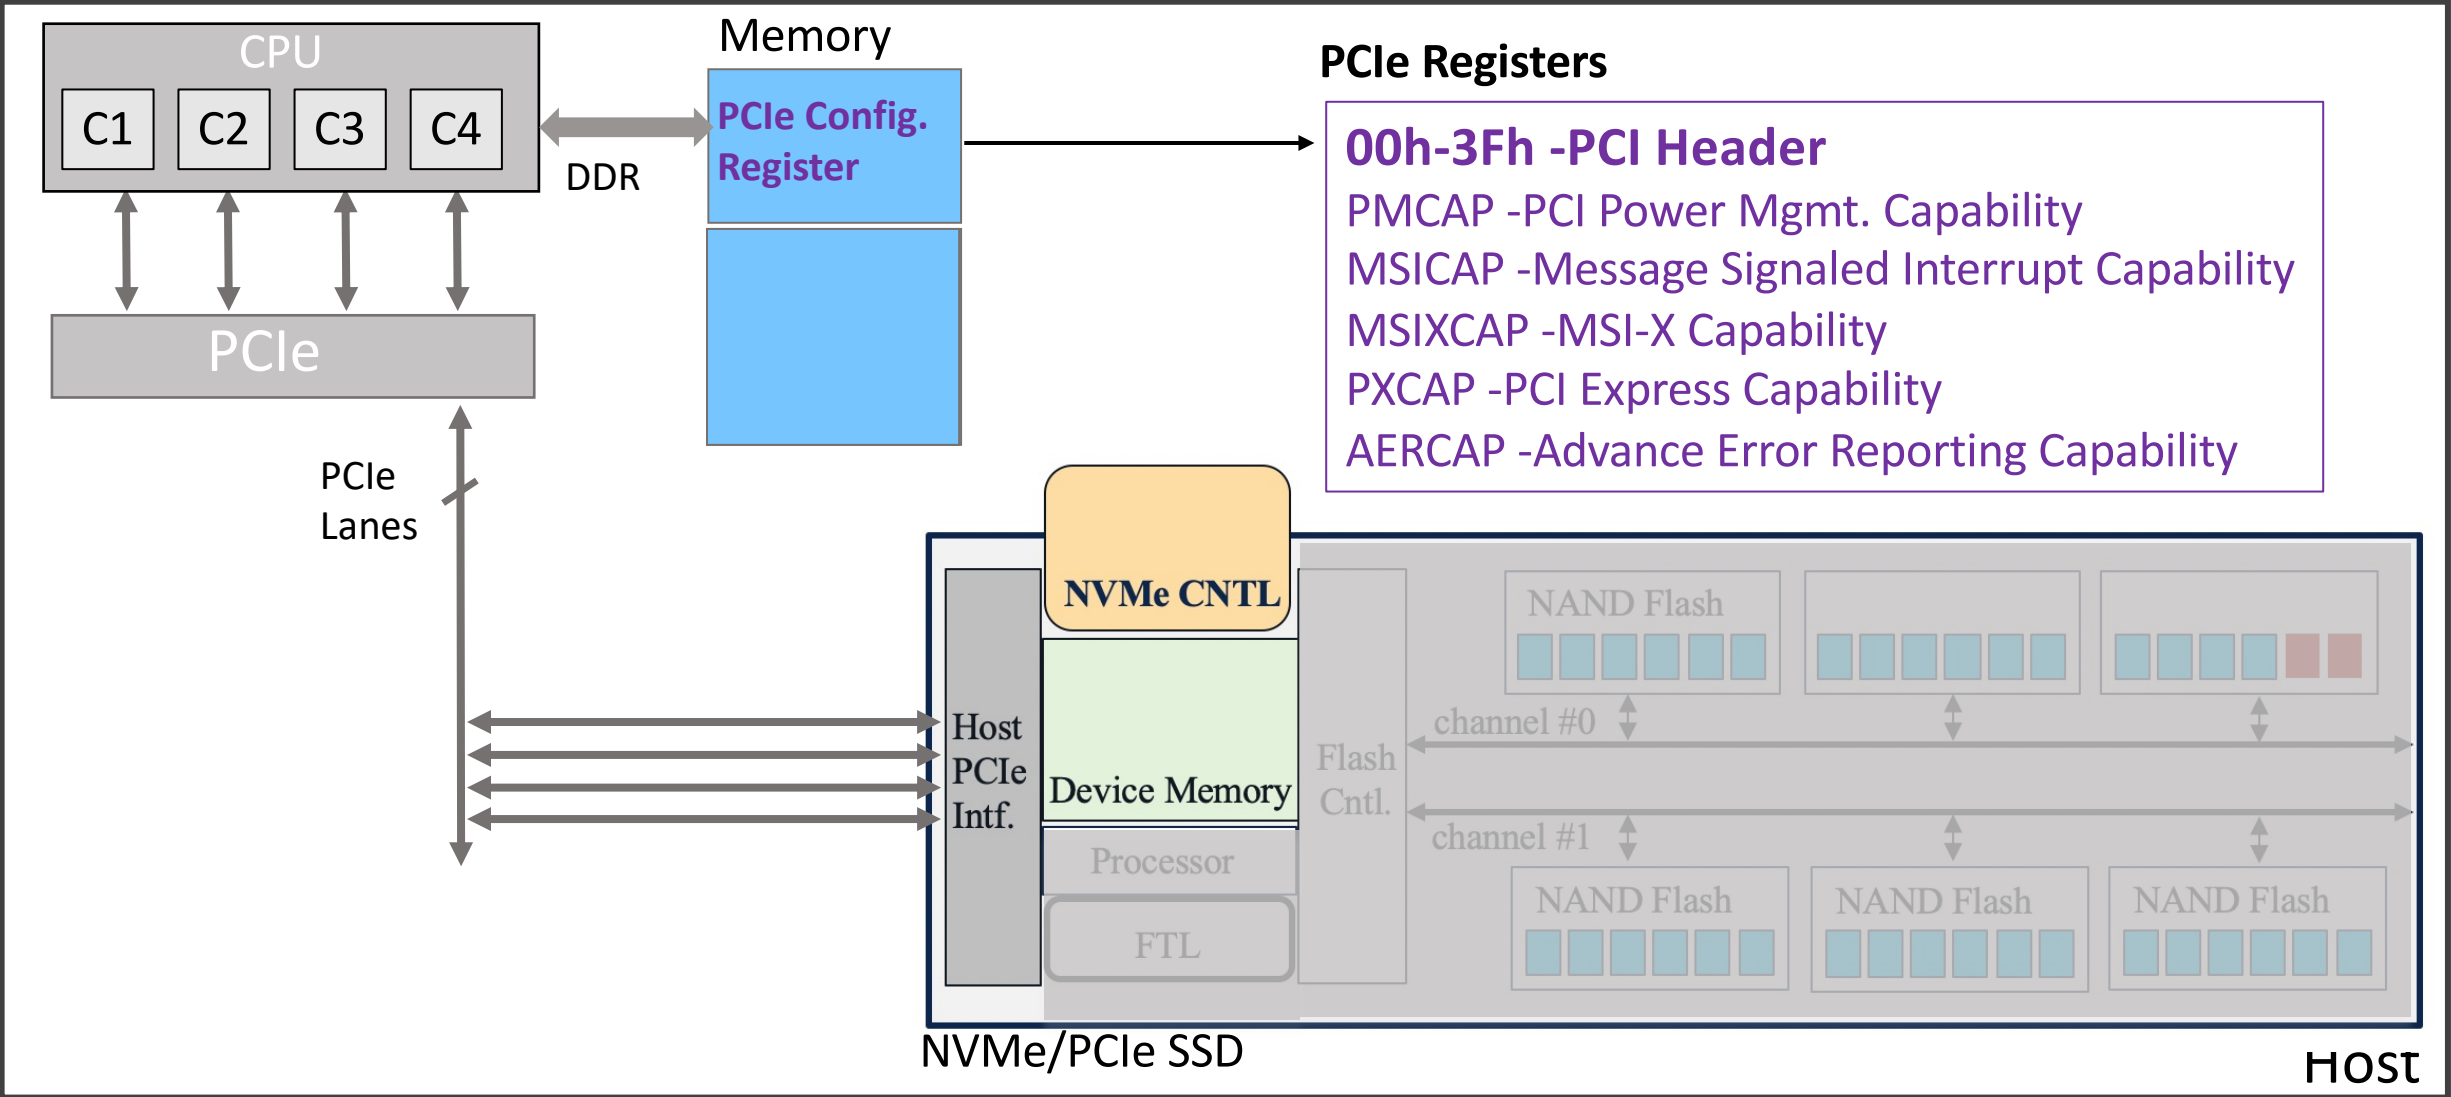 CPU
C1
C2
C3
C4
DDR
Memory
PCIe Config.
Register
PCIe Registers
00h-3Fh -PCI Header
PMCAP -PCI Power Mgmt. Capability
MSICAP -Message Signaled Interrupt Capability
MSIXCAP -MSI-X Capability
PXCAP -PCI Express Capability
AERCAP -Advance Error Reporting Capability
PCIe
PCIe
Lanes
NVMe CNTL
Host
PCIe
Intf.
Device Memory
Processor
FTL
Flash
Cntl.
NAND Flash
channel #0
channel #1
NAND Flash
NAND Flash
NAND Flash
NVMe/PCIe SSD
Host